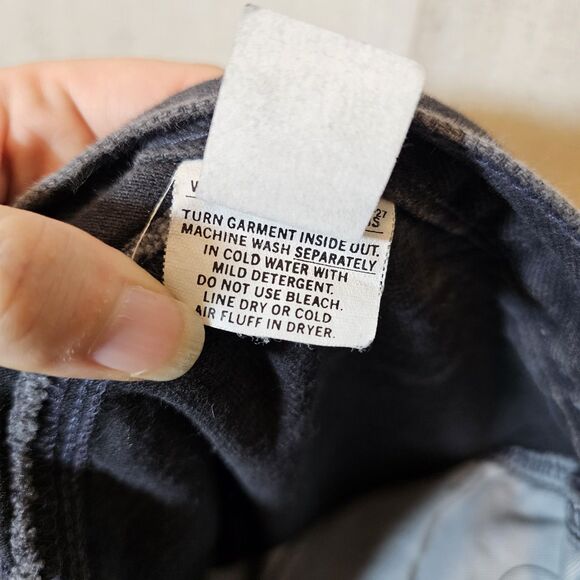 TURN GARMENT INSIDE OUT.
MACHINE WASH SEPARATELY
IN COLD WATER WITH
MILD DETERGENT.
DO NOT USE BLEACH.
LINE DRY OR COLD
AIR FLUFF IN DRYER.